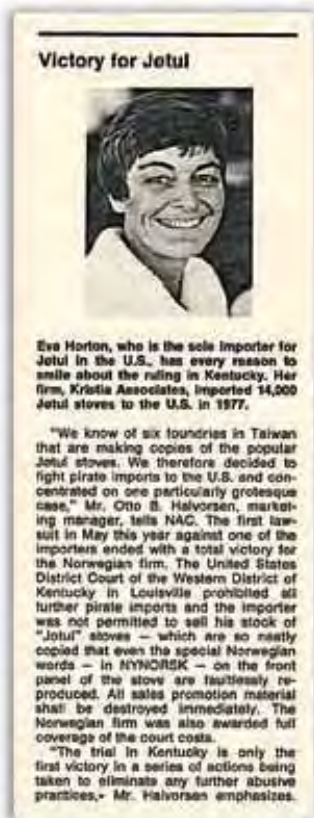 Victory for Jøtul
Eva Horton, who is the sole importer for
Jøtul in the U.S., has every reason to
smile about the ruling in Kentucky. Her
firm, Kristia Associates, imported 14,000
Jøtul stoves to the U.S. in 1977.
"We know of six foundries in Taiwan
that are making copies of the popular
Jøtul stoves. We therefore decided to
fight pirate imports to the U.S. and con-
centrated on one particularly grotesque
case," Mr. Otto B. Halvorsen, market-
ing manager, tells NAC. The first law-
suit in May this year against one of the
importers ended with a total victory for
the Norwegian firm. The United States
District Court of the Western District of
Kentucky in Louisville prohibited all
further pirate imports and the importer
was not permitted to sell his stock of
"Jotul" stoves — which are so neatly
copied that even the special Norwegian
words — in NYNORSK — on the front
panel of the stove are faultlessly re-
produced. All sales promotion material
shall be destroyed immediately. The
Norwegian firm was also awarded full
coverage of the court costs.
"The trial in Kentucky is only the
first victory in a series of actions being
taken to eliminate any further abusive
practices,» Mr. Halvorsen emphasizes.